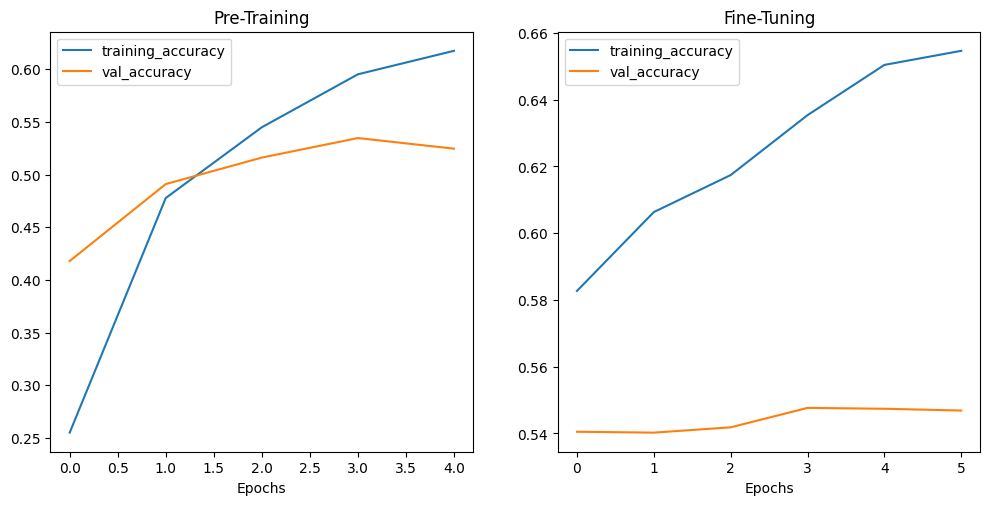 Pre-Training
training_accuracy
val_accuracy
0.60
0.55
0.50
0.45
0.40
0.35
0.30
0.25
0.0 0.5 1.0 1.5 2.0 2.5 3.0 3.5 4.0
Epochs
Fine-Tuning
training_accuracy
val_accuracy
0.66
0.64
0.62
0.60
0.58
0.56
0.54
0 1 2 3 4 5
Epochs